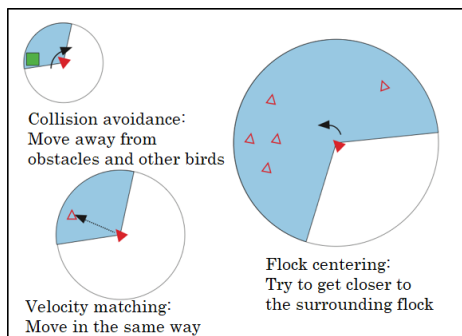 Collision avoidance:
Move away from
obstacles and other birds
Velocity matching:
Move in the same way
Flock centering:
Try to get closer to
the surrounding flock